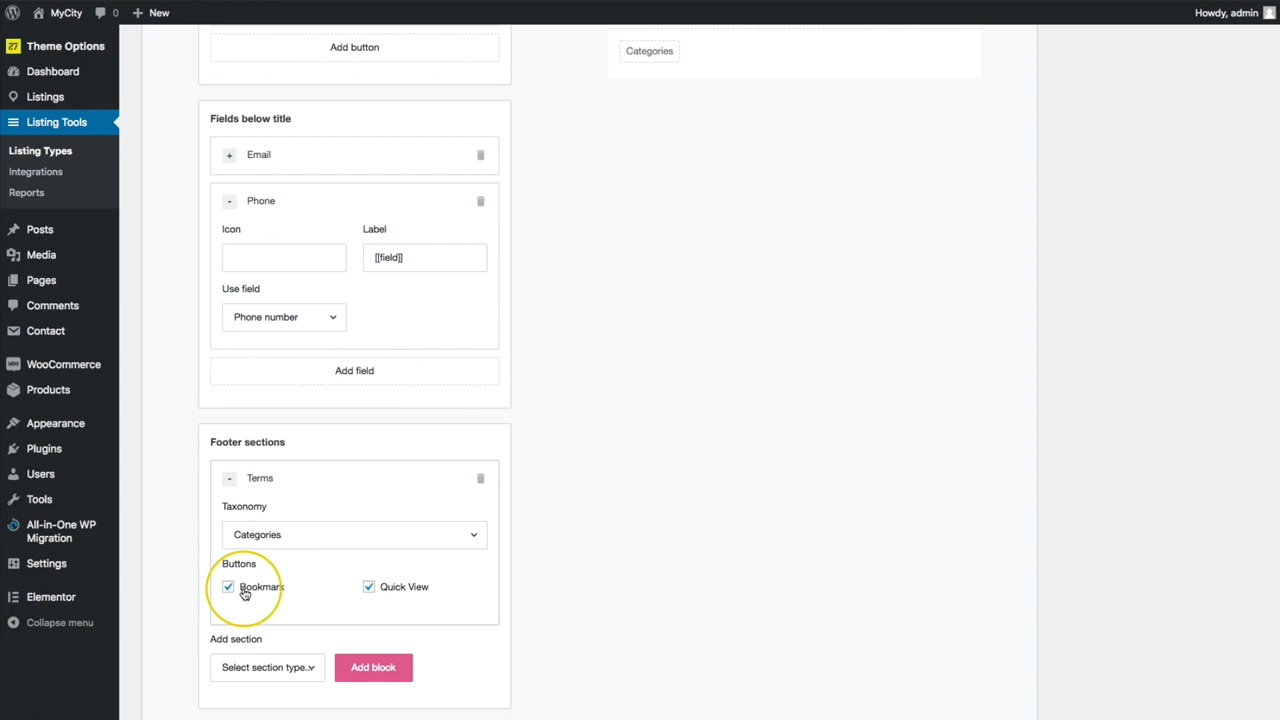 MyCity
0
New
Howdy, admin
27
Theme Options
Dashboard
Listings
Listing Tools
Listing Types
Integrations
Reports
Posts
Media
Pages
Comments
Contact
WooCommerce
Products
Appearance
Plugins
Users
Tools
All-in-One WP
Migration
Settings
Elementor
Collapse menu
Add button
Categories
Fields below title
+ Email
- Phone
Icon
Label
[[field]]
Use field
Phone number
Add field
Footer sections
- Terms
Taxonomy
Categories
Buttons
Bookmark
Quick View
Add section
Select section type..
Add block